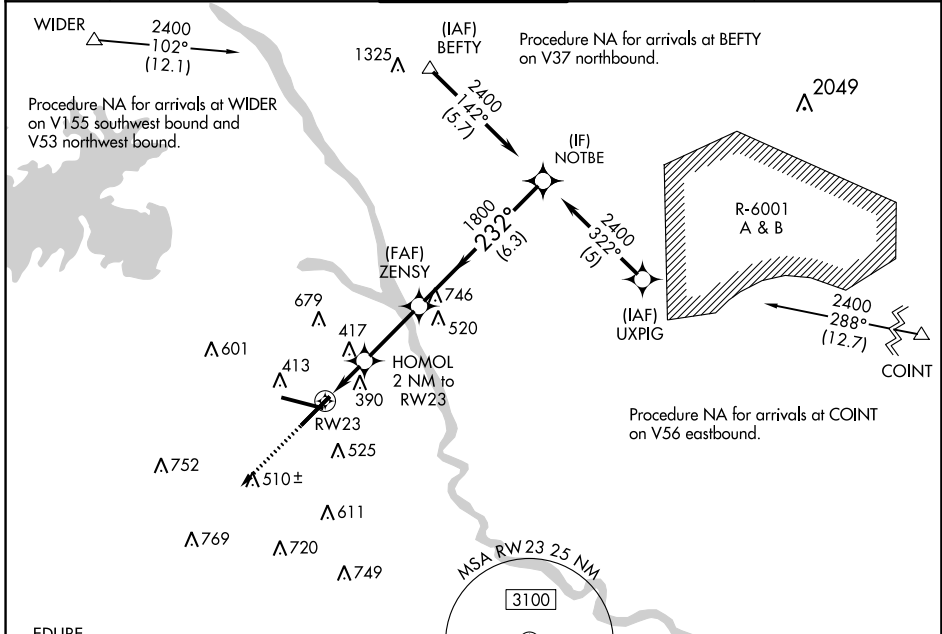 WIDER
2400
102°
(12.1)
Procedure NA for arrivals at WIDER
on V155 southwest bound and
V53 northwest bound.
1325
(IAF)
BEFTY
2400
142°
(5.7)
Procedure NA for arrivals at BEFTY
on V37 northbound.
2049
(IF)
NOTBE
R-6001
A & B
1800
232°
(6.3)
2400
322°
(5)
(IAF)
UXPIG
2400
288°
(12.7)
COINT
(FAF)
ZENSY
746
520
679
417
601
413
HOMOL
2 NM to
RW23
390
RW23
Procedure NA for arrivals at COINT
on V56 eastbound.
525
752
510±
611
769
720
749
MSA RW 23 25 NM
3100